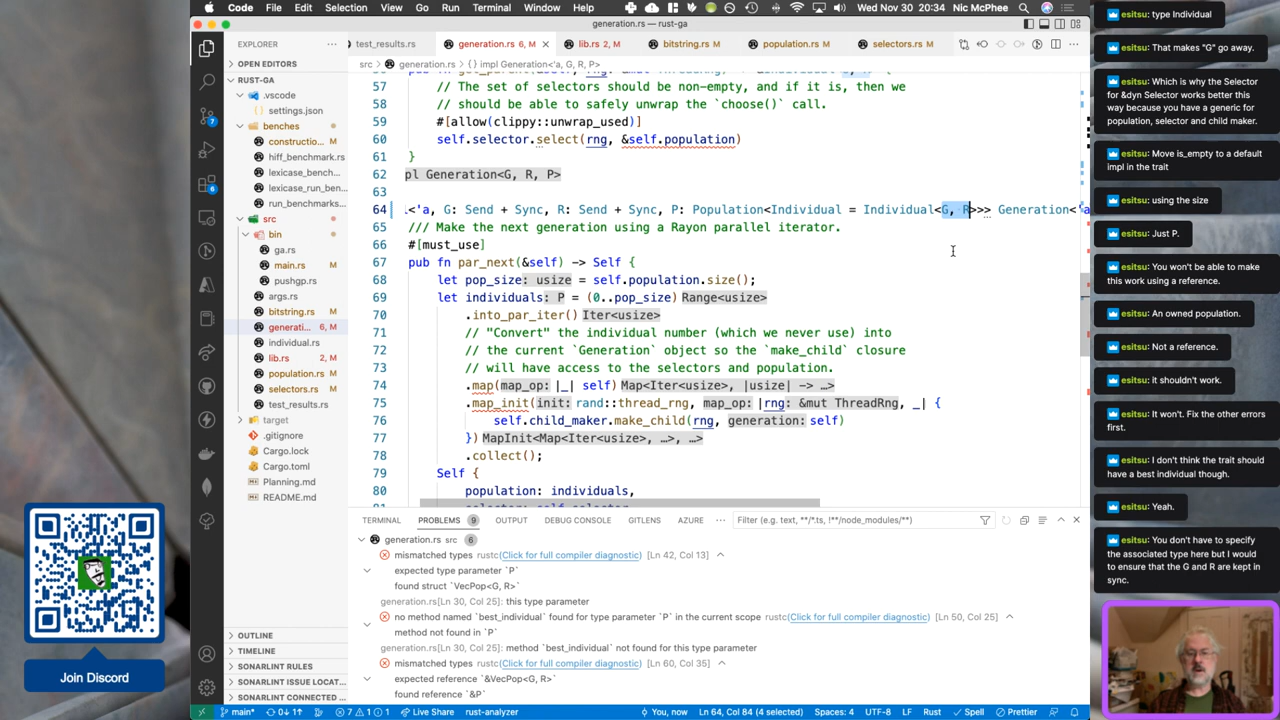 Code File Edit Selection View Go Run Terminal Window Help
Wed Nov 30 20:34 Nic McPhee
generation.rs — rust-ga
EXPLORER
OPEN EDITORS
RUST-GA
.vscode
settings.json
benches
constructio...
hiff_benchmark.rs
lexicase_bench...
lexicase_run_ben...
run_benchmarks...
src
bin
ga.rs
main.rs
pushgp.rs
args.rs
bitstring.rs
generati... 6, M
individual.rs
lib.rs 2, M
population.rs M
selectors.rs M
test_results.rs
target
.gitignore
Cargo.lock
Cargo.toml
Planning.md
README.md
OUTLINE
TIMELINE
SONARLINT RULES
SONARLINT ISSUE LOCAT...
SONARLINT CONNECTED ...
test_results.rs generation.rs 6, M lib.rs 2, M bitstring.rs M population.rs M selectors.rs M
src > generation.rs > impl Generation<'a, G, R, P>
57 // The set of selectors should be non-empty, and if it is, then we
58 // should be able to safely unwrap the `choose()` call.
59 #[allow(clippy::unwrap_used)]
60 self.selector.select(rng, &self.population)
61 }
62 pl Generation<G, R, P>
63
64 .<'a, G: Send + Sync, R: Send + Sync, P: Population<Individual = Individual<G, R>>> Generation<'a
65 /// Make the next generation using a Rayon parallel iterator.
66 #[must_use]
67 pub fn par_next(&self) -> Self {
68 let pop_size: usize = self.population.size();
69 let individuals: P = (0..pop_size) Range<usize>
70 .into_par_iter() Iter<usize>
71 // "Convert" the individual number (which we never use) into
72 // the current `Generation` object so the `make_child` closure
73 // will have access to the selectors and population.
74 .map(map_op: |_| self) Map<Iter<usize>, |usize| -> …>
75 .map_init(init: rand::thread_rng, map_op: |rng: &mut ThreadRng, _| {
76 self.child_maker.make_child(rng, generation: self)
77 }) MapInit<Map<Iter<usize>, …>, …, …>
78 .collect();
79 Self {
80 population: individuals,
TERMINAL PROBLEMS 9 OUTPUT DEBUG CONSOLE GITLENS AZURE ...
Filter (e.g. text, **/*.ts, !**/node_modules/**)
generation.rs src 6
mismatched types rustc(Click for full compiler diagnostic) [Ln 42, Col 13]
expected type parameter `P`
found struct `VecPop<G, R>`
generation.rs[Ln 30, Col 25]: this type parameter
no method named `best_individual` found for type parameter `P` in the current scope rustc(Click for full compiler diagnostic) [Ln 50, Col 25]
method not found in `P`
generation.rs[Ln 30, Col 25]: method `best_individual` not found for this type parameter
mismatched types rustc(Click for full compiler diagnostic) [Ln 60, Col 35]
expected reference `&VecPop<G, R>`
found reference `&P`
main* 0↓ 1↑ 7 1 1 Live Share rust-analyzer You, now Ln 64, Col 84 (4 selected) Spaces: 4 UTF-8 LF Rust Spell Prettier
Join Discord
esitsu: type Individual
esitsu: That makes "G" go away.
esitsu: Which is why the Selector
for &dyn Selector works better this
way because you have a generic for
population, selector and child maker.
esitsu: Move is_empty to a default
impl in the trait
esitsu: using the size
esitsu: Just P.
esitsu: You won't be able to make
this work using a reference.
esitsu: An owned population.
esitsu: Not a reference.
esitsu: it shouldn't work.
esitsu: It won't. Fix the other errors
first.
esitsu: I don't think the trait should
have a best individual though.
esitsu: Yeah.
esitsu: You don't have to specify
the associated type here but I would
to ensure that the G and R are kept in
sync.